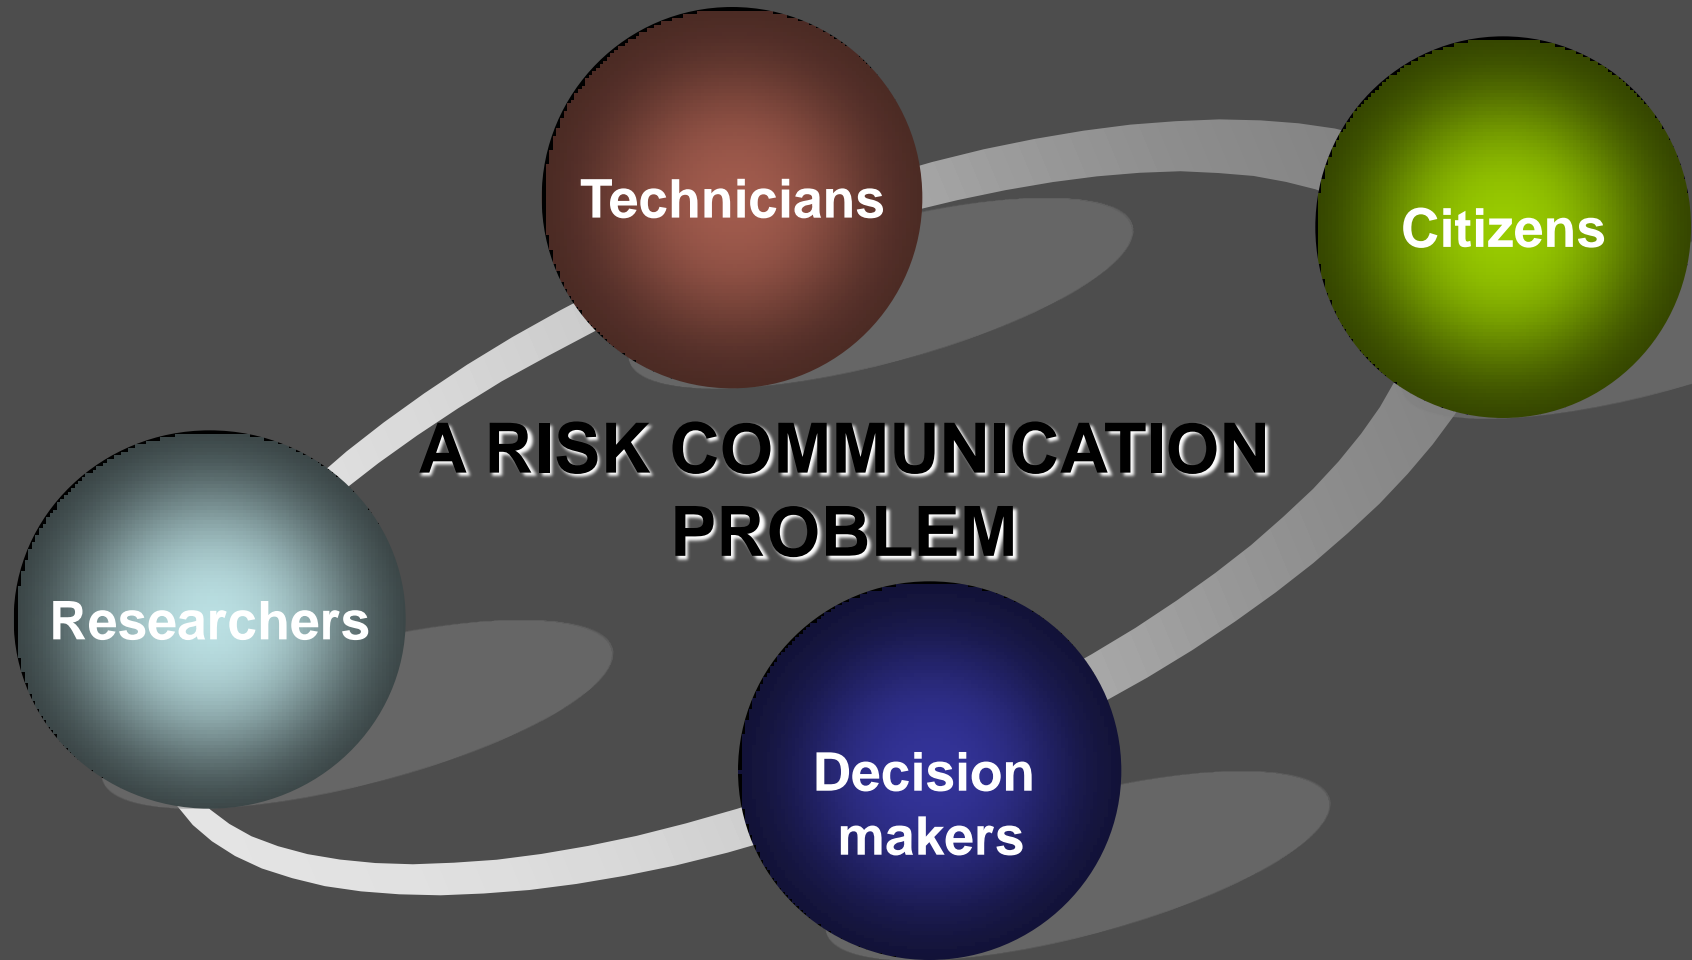 Technicians
Citizens
A RISK COMMUNICATION
PROBLEM
Researchers
Decision
makers